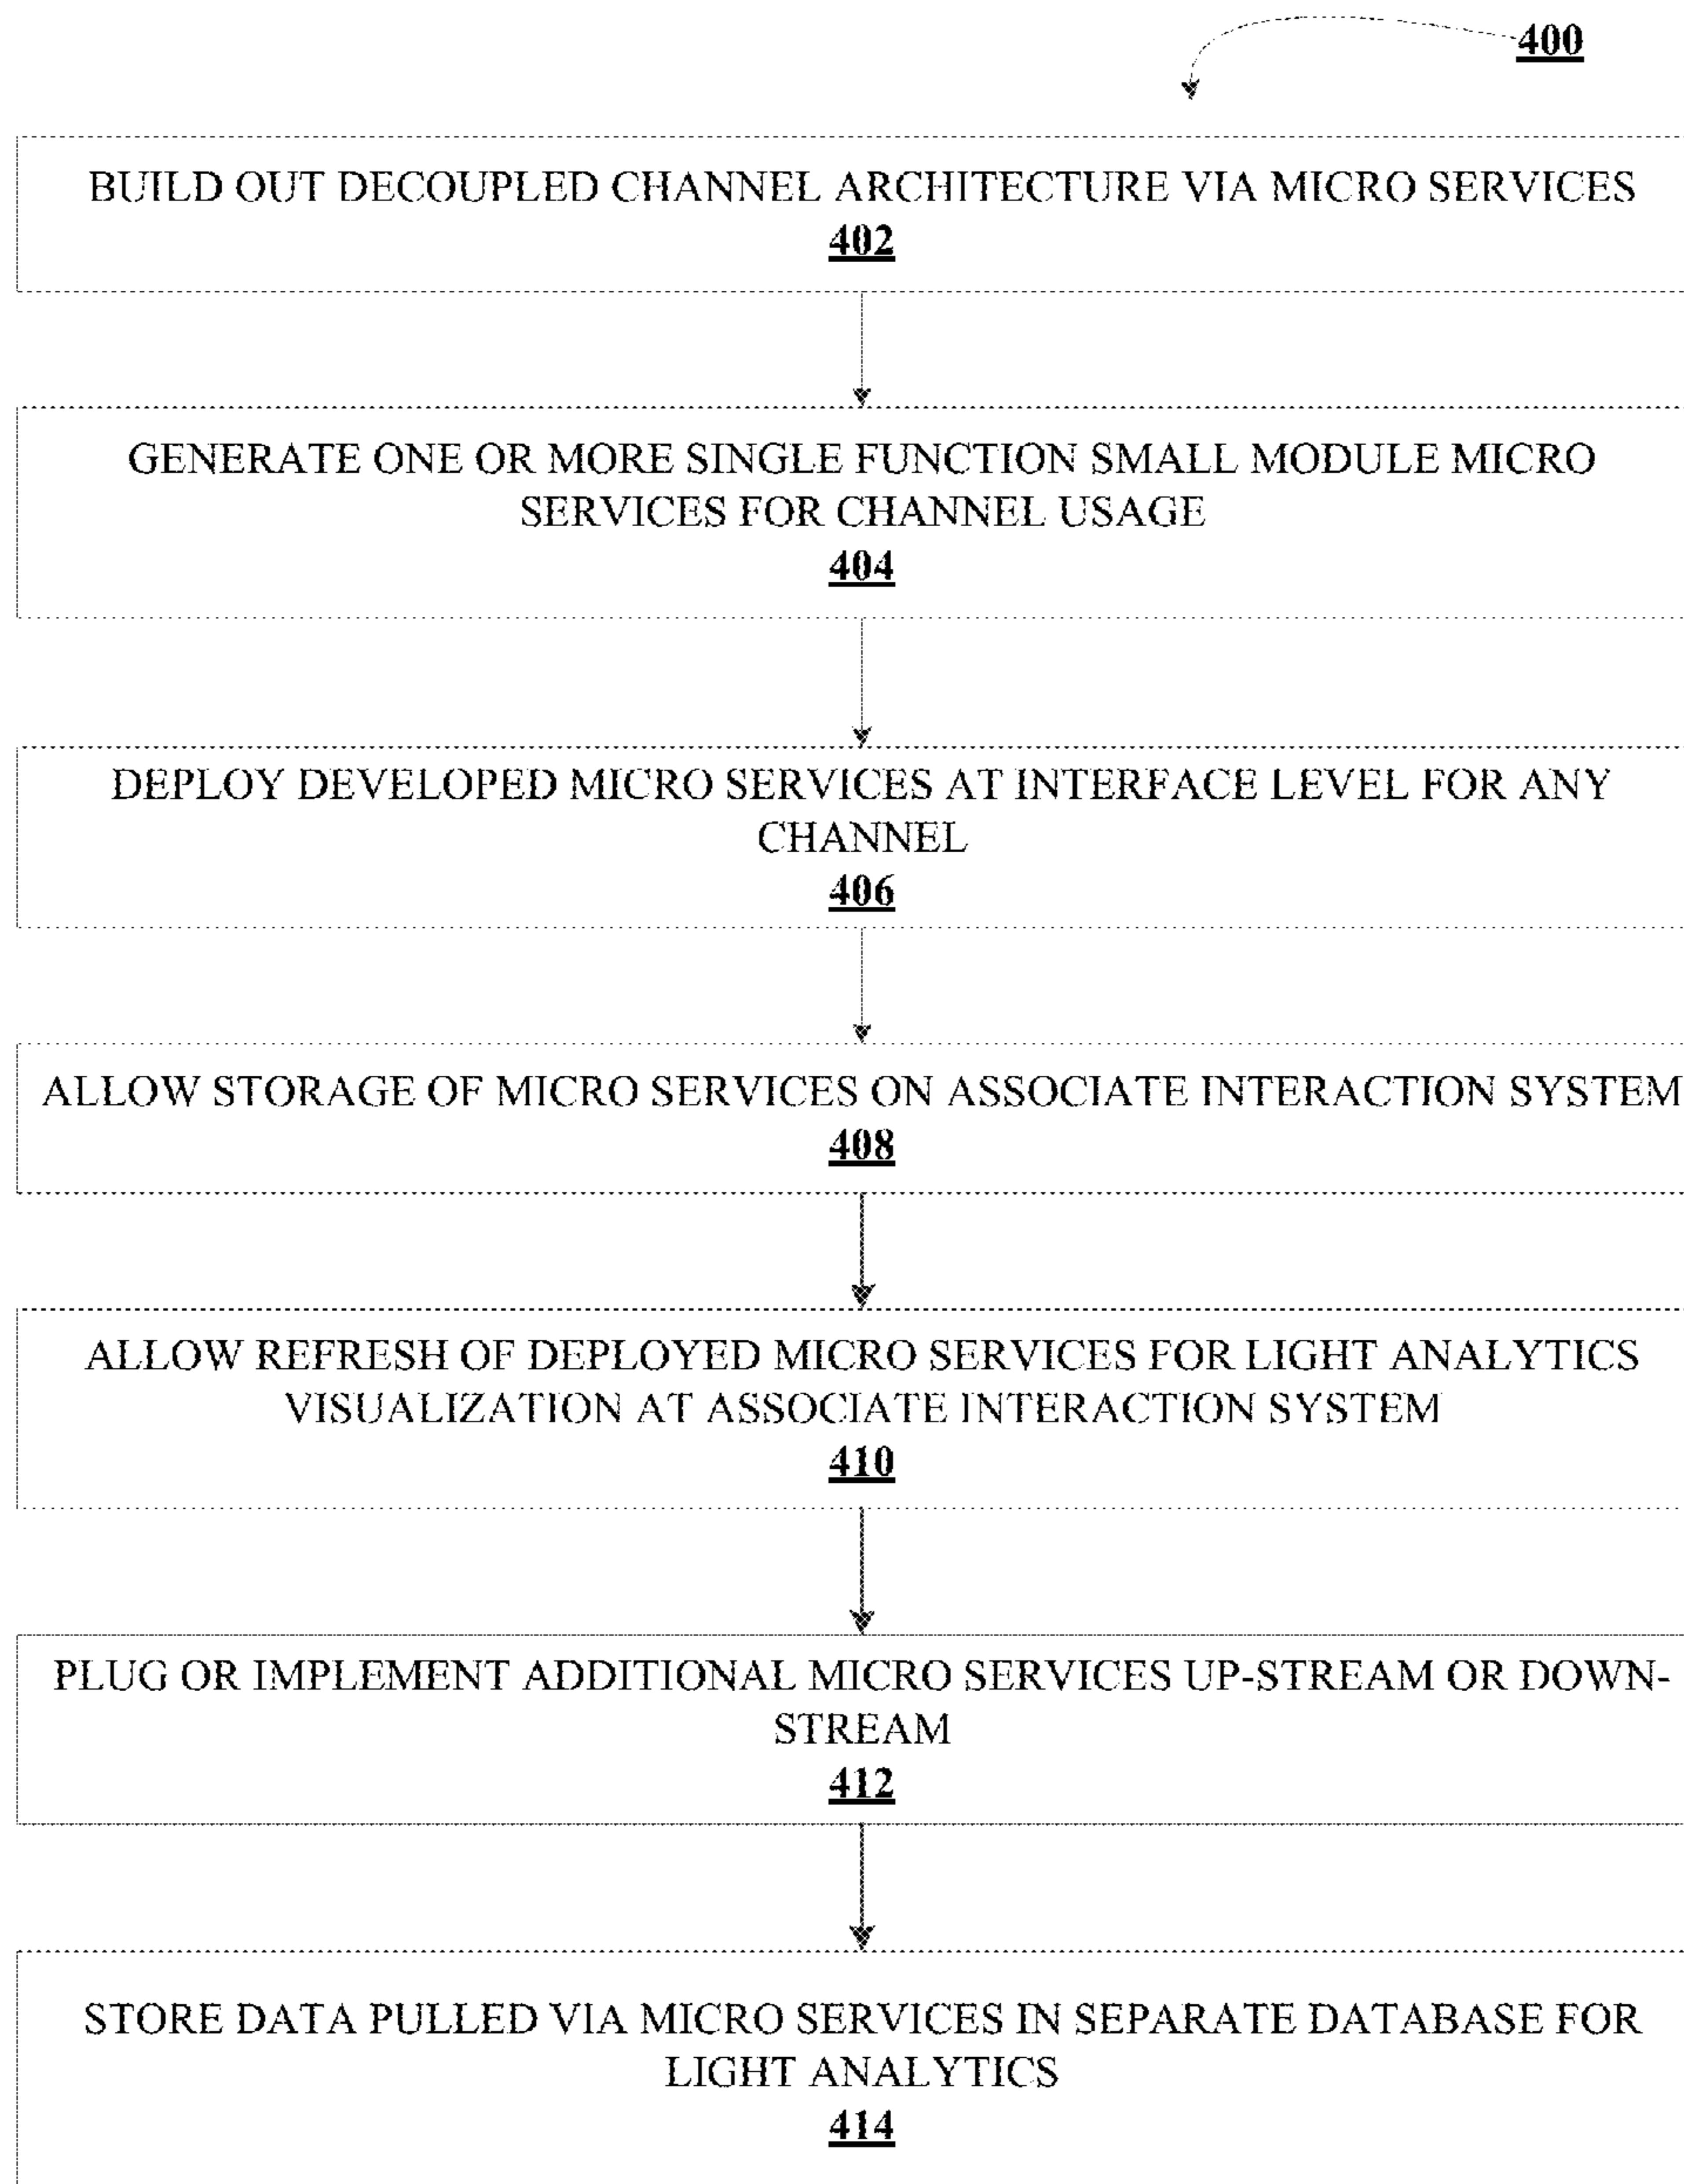 400
BUILD OUT DECOUPLED CHANNEL ARCHITECTURE VIA MICRO SERVICES
402
GENERATE ONE OR MORE SINGLE FUNCTION SMALL MODULE MICRO
SERVICES FOR CHANNEL USAGE
404
DEPLOY DEVELOPED MICRO SERVICES AT INTERFACE LEVEL FOR ANY
CHANNEL
406
ALLOW STORAGE OF MICRO SERVICES ON ASSOCIATE INTERACTION SYSTEM
408
ALLOW REFRESH OF DEPLOYED MICRO SERVICES FOR LIGHT ANALYTICS
VISUALIZATION AT ASSOCIATE INTERACTION SYSTEM
410
PLUG OR IMPLEMENT ADDITIONAL MICRO SERVICES UP-STREAM OR DOWN-
STREAM
412
STORE DATA PULLED VIA MICRO SERVICES IN SEPARATE DATABASE FOR
LIGHT ANALYTICS
414